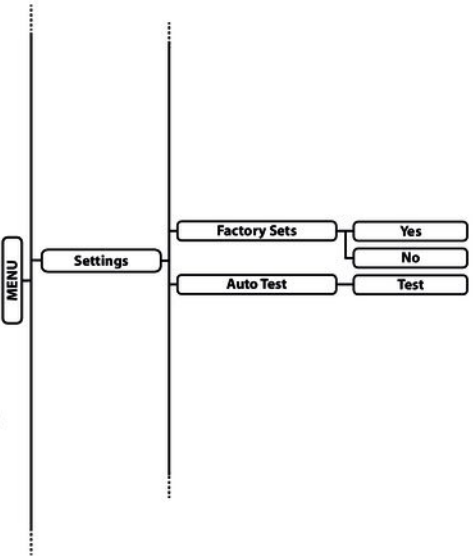 MENU
Settings
Factory Sets
Yes
No
Auto Test
Test